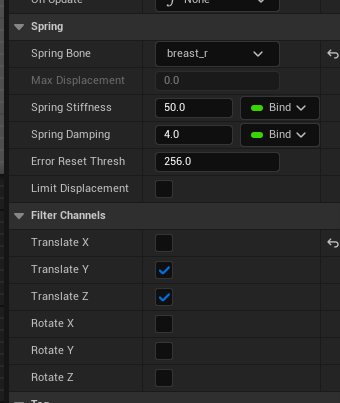 On Update
None
Spring
Spring Bone breast_r
Max Displacement 0.0
Spring Stiffness 50.0 Bind
Spring Damping 4.0 Bind
Error Reset Thresh 256.0
Limit Displacement
Filter Channels
Translate X
Translate Y
Translate Z
Rotate X
Rotate Y
Rotate Z